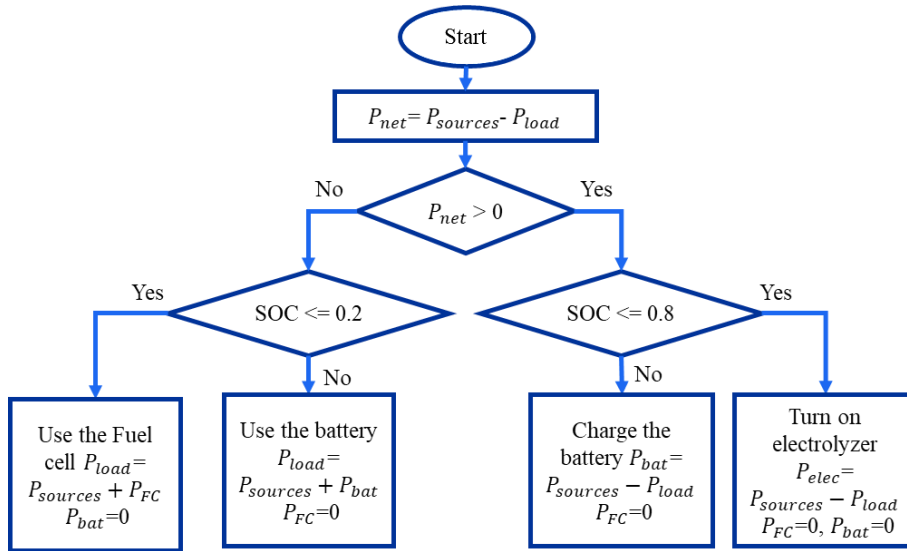 Start
P_net= P_sources- P_load
No
Yes
P_net > 0
Yes
SOC <= 0.2
SOC <= 0.8
Yes
No
No
Use the Fuel
cell P_load=
P_sources + P_FC
P_bat=0
Use the battery
P_load=
P_sources + P_bat
P_FC=0
Charge the
battery P_bat=
P_sources − P_load
P_FC=0
Turn on
electrolyzer
P_elec=
P_sources − P_load
P_FC=0, P_bat=0